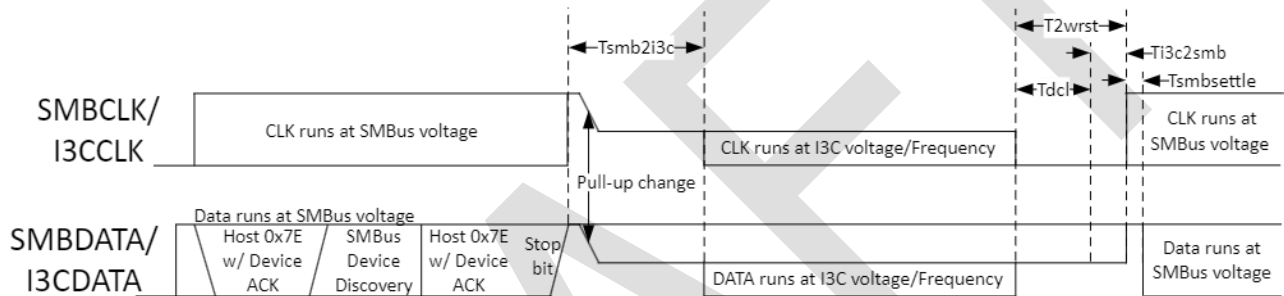 T2wrst
Tsmb2i3c
Ti3c2smb
Tdcl
Tsmbsettle
SMBCLK/
I3CCLK
CLK runs at SMBus voltage
CLK runs at I3C voltage/Frequency
CLK runs at
SMBus voltage
Pull-up change
Data runs at SMBus voltage
SMBDATA/
I3CDATA
Host 0x7E
w/ Device
ACK
SMBus
Device
Discovery
Host 0x7E
w/ Device
ACK
Stop
bit
DATA runs at I3C voltage/Frequency
Data runs at
SMBus voltage